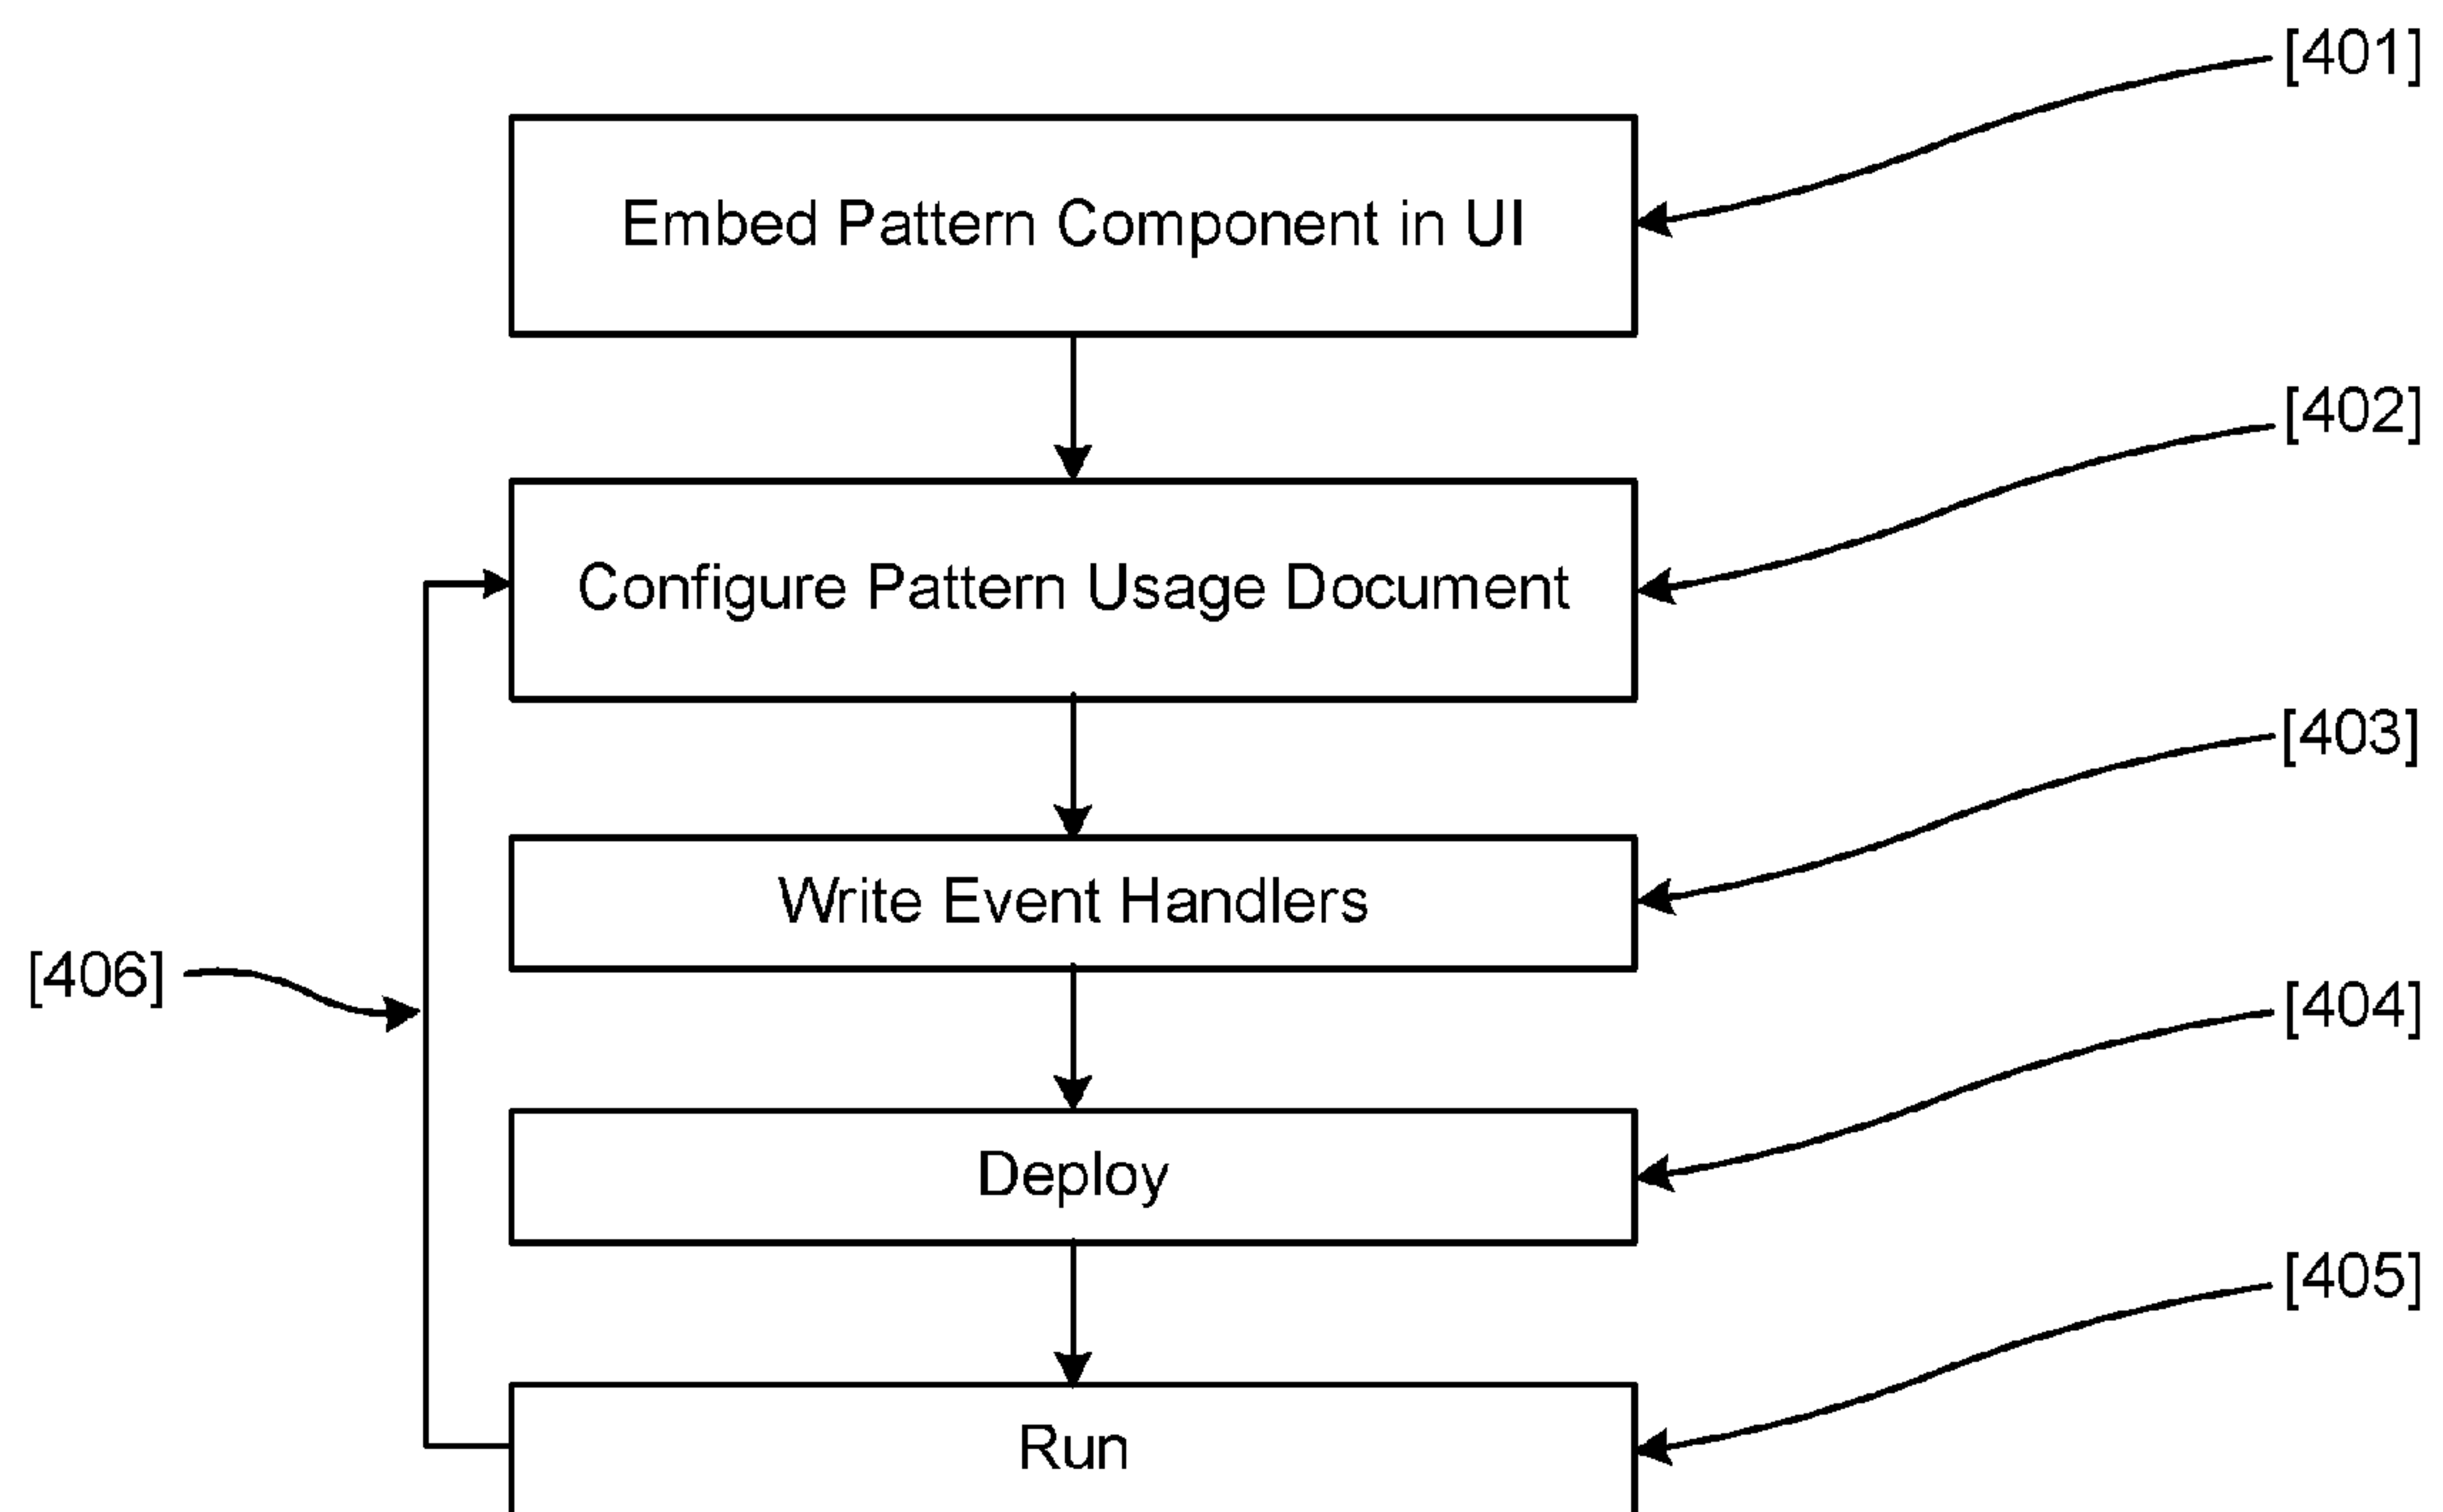 [401]
Embed Pattern Component in UI
[402]
Configure Pattern Usage Document
[403]
Write Event Handlers
[406]
[404]
Deploy
[405]
Run